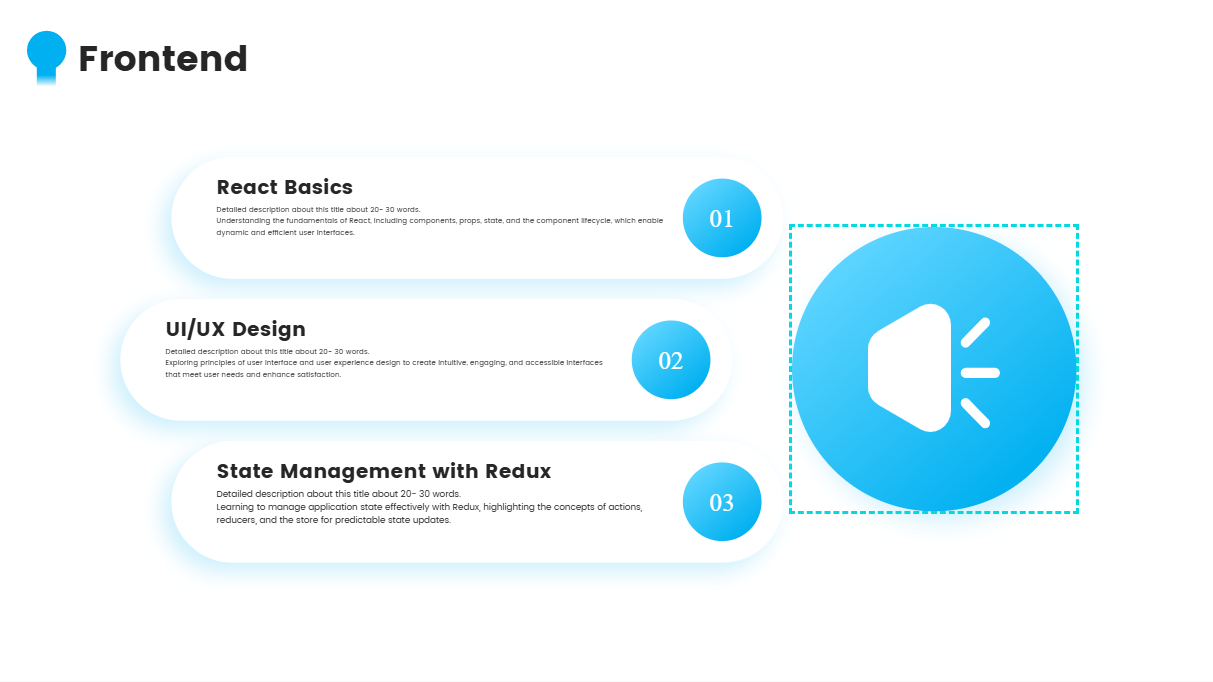 Frontend
React Basics
Detailed description about this title about 20- 30 words.
Understanding the fundamentals of React, including components, props, state, and the component lifecycle, which enable
dynamic and efficient user interfaces.
01
UI/UX Design
Detailed description about this title about 20- 30 words.
Exploring principles of user interface and user experience design to create intuitive, engaging, and accessible interfaces
that meet user needs and enhance satisfaction.
02
State Management with Redux
Detailed description about this title about 20- 30 words.
Learning to manage application state effectively with Redux, highlighting the concepts of actions,
reducers, and the store for predictable state updates.
03